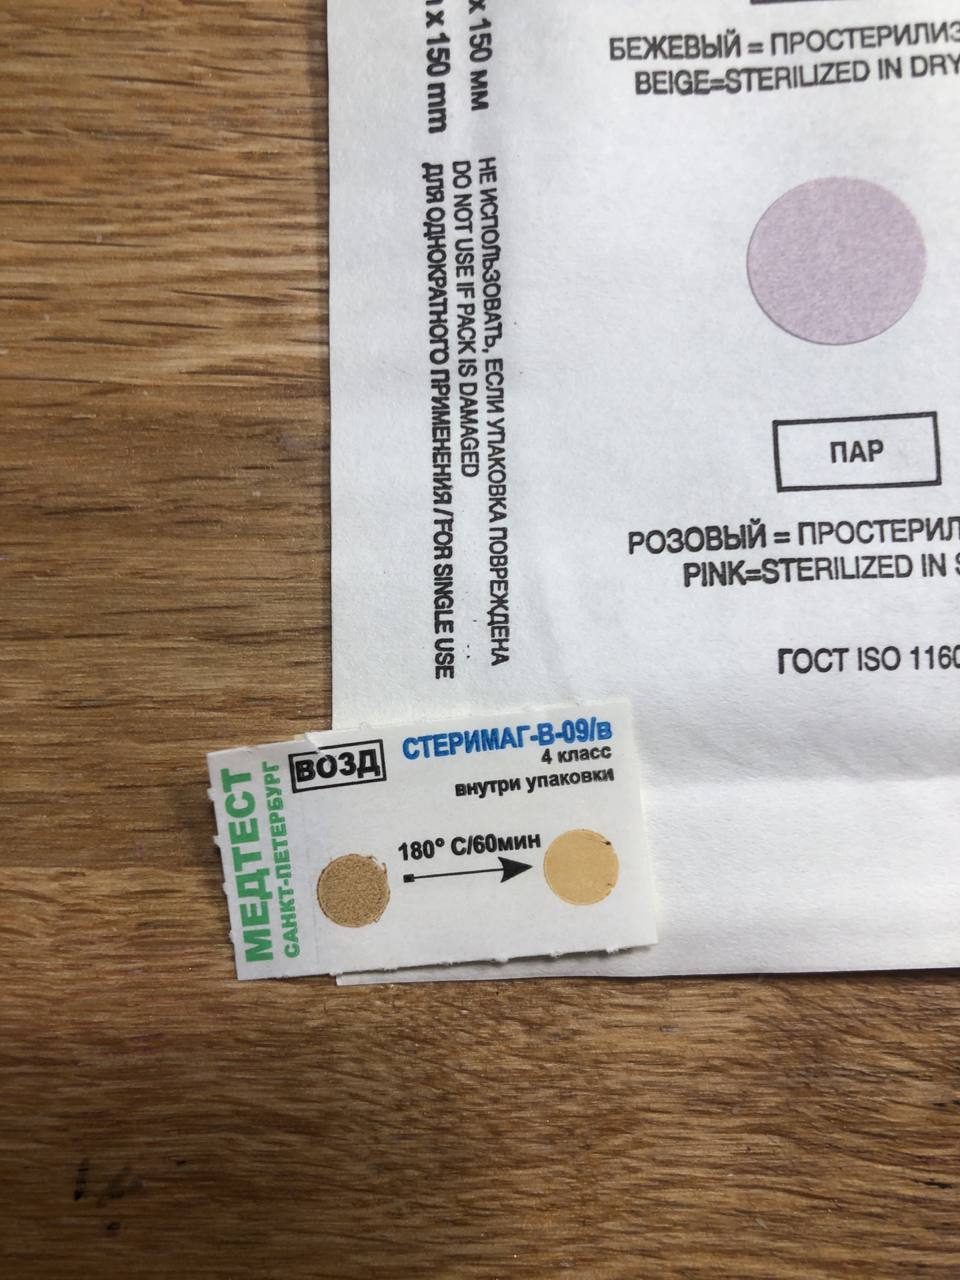 x 150 мм
x 150 mm
НЕ ИСПОЛЬЗОВАТЬ, ЕСЛИ УПАКОВКА ПОВРЕЖДЕНА
DO NOT USE IF PACK IS DAMAGED
ДЛЯ ОДНОКРАТНОГО ПРИМЕНЕНИЯ / FOR SINGLE USE
БЕЖЕВЫЙ = ПРОСТЕРИЛИЗ
BEIGE=STERILIZED IN DRY
ПАР
РОЗОВЫЙ = ПРОСТЕРИЛ
PINK=STERILIZED IN
ГОСТ ISO 1160
МЕДТЕСТ
САНКТ-ПЕТЕРБУРГ
ВОЗД
СТЕРИМАГ-В-09/в
4 класс
внутри упаковки
180° С/60мин